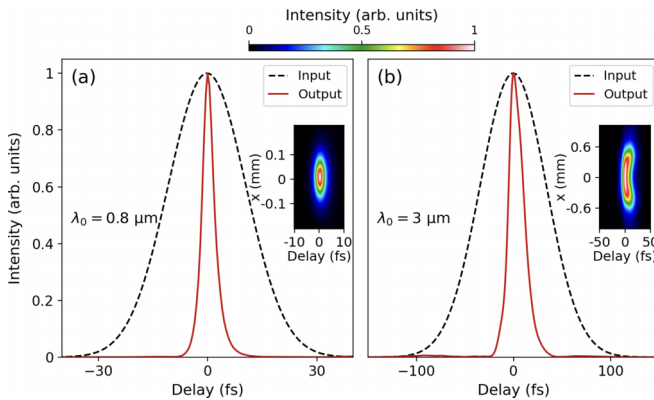 Intensity (arb. units)
0 0.5 1
(a)
Input
Output
λ0 = 0.8 µm
x (mm)
0.1
0
-0.1
-10 0 10
Delay (fs)
Intensity (arb. units)
1
0.8
0.6
0.4
0.2
0
−30 0 30
Delay (fs)
(b)
Input
Output
λ0 = 3 µm
x (mm)
0.6
0
-0.6
-50 0 50
Delay (fs)
−100 0 100
Delay (fs)